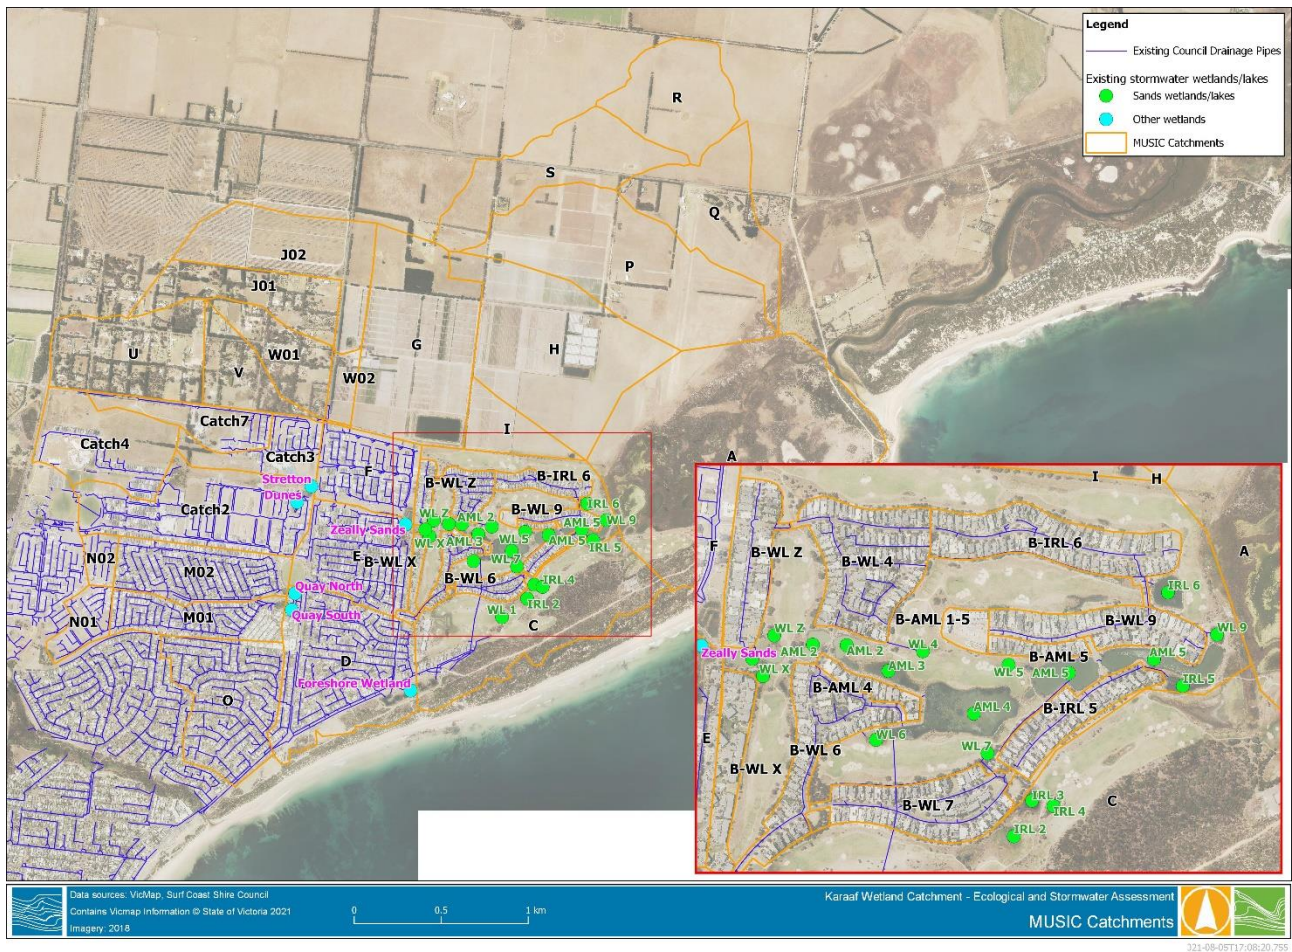 Legend
Existing Council Drainage Pipes
Existing stormwater wetlands/lakes
Sands wetlands/lakes
Other wetlands
MUSIC Catchments
R
S
Q
P
J02
J01
U
V
W01
W02
G
H
I
Catch7
Catch4
Catch3
F
Stretton
Dunes
Catch2
A
B-WL Z
B-IRL 6
B-WL 9
IRL 6
WL Z
AML 2
AML 5
WL 9
Zeally Sands
WL X
AML 3
WL 5
AML 5
IRL 5
E
B-WL X
WL 7
B-WL 6
IRL 4
IRL 2
WL 1
C
N02
M02
Quay North
Quay South
M01
N01
D
Foreshore Wetland
O
I
H
F
B-WL Z
B-WL 4
B-IRL 6
A
IRL 6
B-AML 1-5
B-WL 9
WL 9
WL Z
Zeally Sands
AML 2
AML 2
WL 4
B-AML 5
AML 5
WL X
AML 3
WL 5
AML 5
IRL 5
B-AML 4
AML 4
B-IRL 5
E
WL 6
B-WL 6
WL 7
B-WL X
B-WL 7
IRL 3
IRL 4
C
IRL 2
Data sources: VicMap, Surf Coast Shire Council
Contains Vicmap Information © State of Victoria 2021
Imagery: 2018
0 0.5 1 km
Karaaf Wetland Catchment - Ecological and Stormwater Assessment
MUSIC Catchments
321-08-05T17:08:20.755